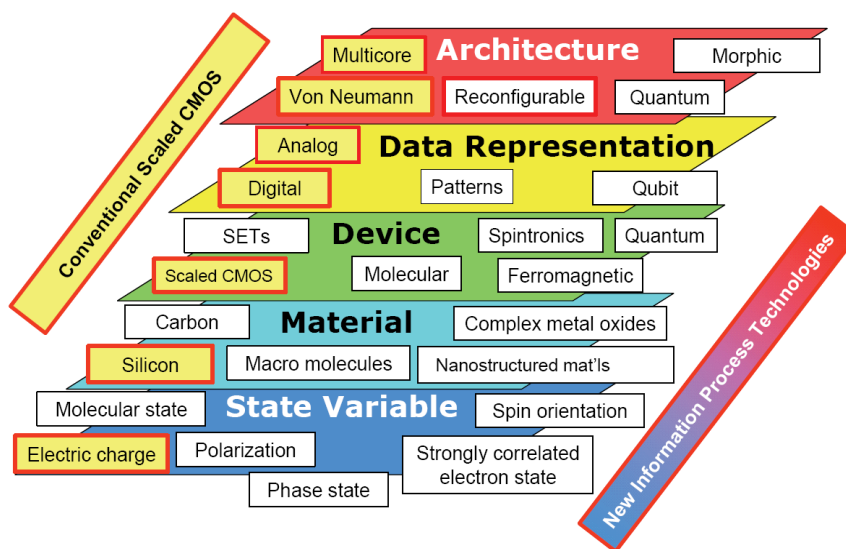 Conventional Scaled CMOS
Architecture
Multicore
Morphic
Von Neumann
Reconfigurable
Quantum
Data Representation
Analog
Digital
Patterns
Qubit
Device
SETs
Spintronics
Quantum
Scaled CMOS
Molecular
Ferromagnetic
Material
Carbon
Complex metal oxides
Silicon
Macro molecules
Nanostructured mat'ls
State Variable
Molecular state
Spin orientation
Electric charge
Polarization
Strongly correlated
electron state
Phase state
New Information Process Technologies